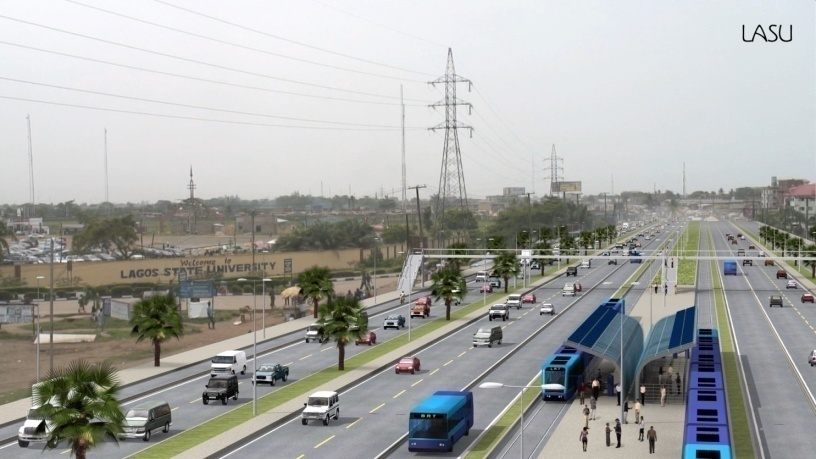 LASU
Welcome to
LAGOS STATE UNIVERSITY
BRT